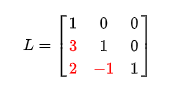 L = [1 0 0
3 1 0
2 −1 1]